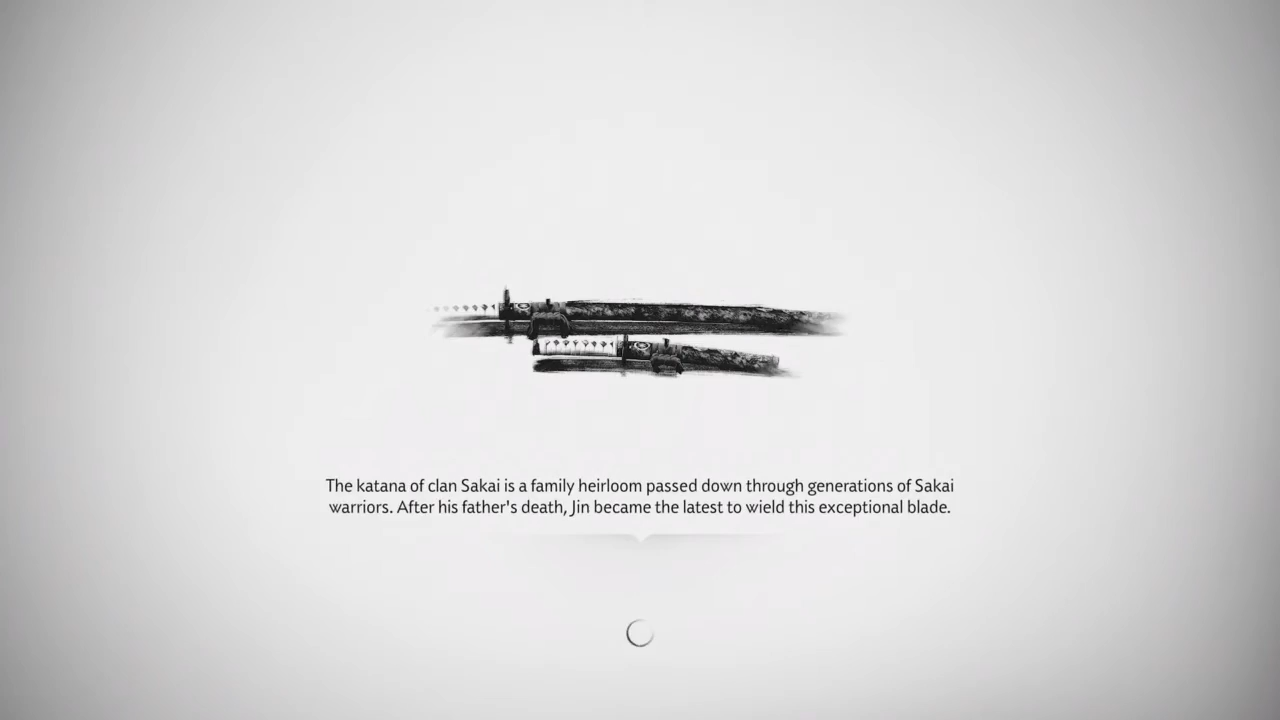 The katana of clan Sakai is a family heirloom passed down through generations of Sakai
warriors. After his father's death, Jin became the latest to wield this exceptional blade.